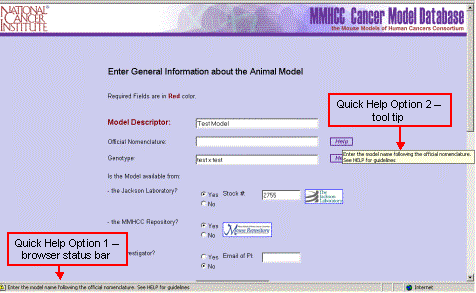 NATIONAL
CANCER
INSTITUTE
MMHCC Cancer Model Database
the Mouse Models of Human Cancers Consortium
Enter General Information about the Animal Model
Required Fields are in Red color.
Quick Help Option 2 –
tool tip
Model Descriptor:
Test Model
Official Nomenclature:
Help
Enter the model name following the official nomenclature.
See HELP for guidelines
Genotype:
test x test
Is the Model available from:
- the Jackson Laboratory?
Yes
Stock #:
2755
The
Jackson
Laboratory
No
- the MMHCC Repository?
Yes
Mouse Repository
No
Quick Help Option 1 –
browser status bar
Yes
Email of PI:
No
Enter the model name following the official nomenclature. See HELP for guidelines
Internet